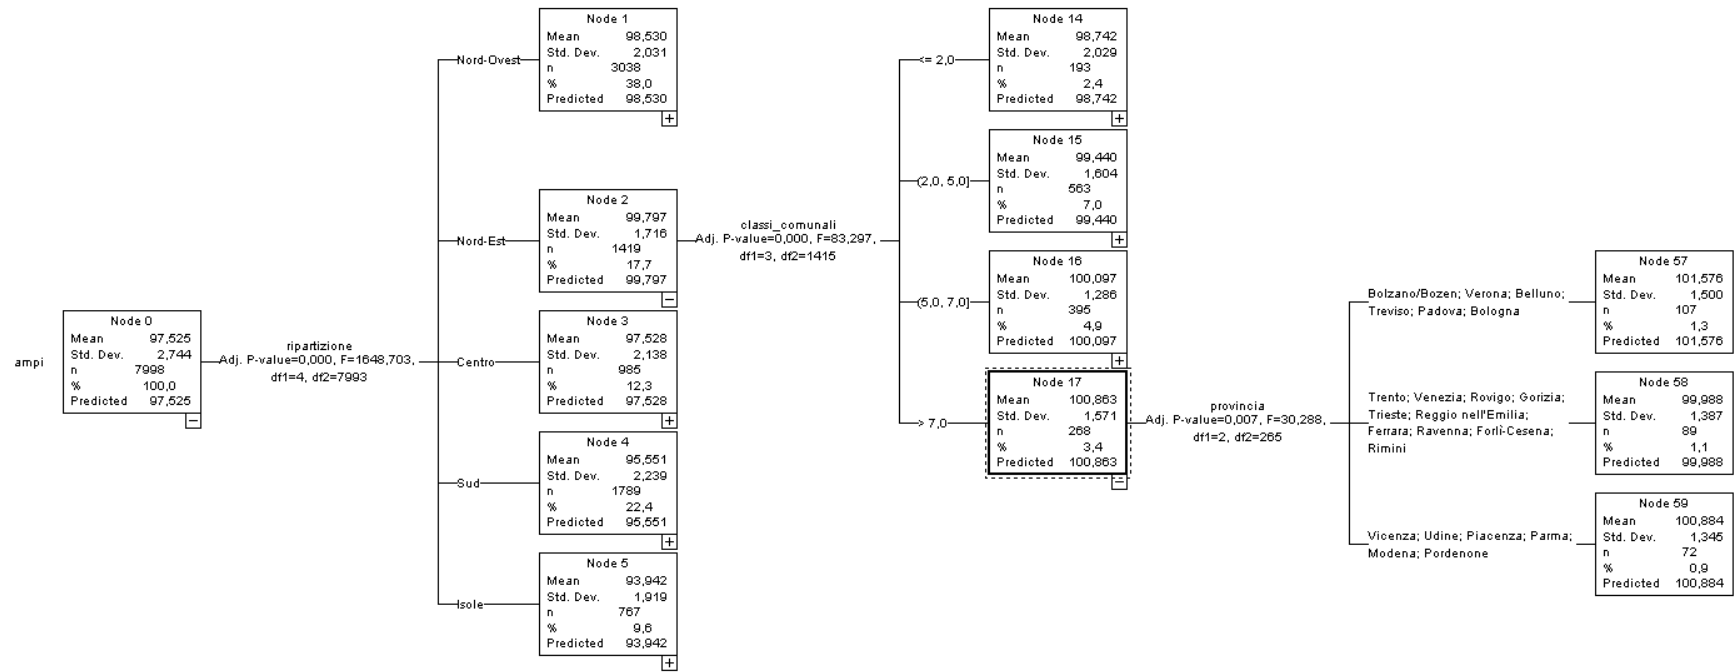 ampi
Node 0
Mean 97,525
Std. Dev. 2,744
n 7998
% 100,0
Predicted 97,525
ripartizione
Adj. P-value=0,000, F=1648,703,
df1=4, df2=7993
Nord-Ovest
Node 1
Mean 98,530
Std. Dev. 2,031
n 3038
% 38,0
Predicted 98,530
Nord-Est
Node 2
Mean 99,797
Std. Dev. 1,716
n 1419
% 17,7
Predicted 99,797
Centro
Node 3
Mean 97,528
Std. Dev. 2,138
n 985
% 12,3
Predicted 97,528
Sud
Node 4
Mean 95,551
Std. Dev. 2,239
n 1789
% 22,4
Predicted 95,551
Isole
Node 5
Mean 93,942
Std. Dev. 1,919
n 767
% 9,6
Predicted 93,942
classi_comunali
Adj. P-value=0,000, F=83,297,
df1=3, df2=1415
<= 2,0
Node 14
Mean 98,742
Std. Dev. 2,029
n 193
% 2,4
Predicted 98,742
(2,0, 5,0]
Node 15
Mean 99,440
Std. Dev. 1,604
n 563
% 7,0
Predicted 99,440
(5,0, 7,0]
Node 16
Mean 100,097
Std. Dev. 1,286
n 395
% 4,9
Predicted 100,097
> 7,0
Node 17
Mean 100,863
Std. Dev. 1,571
n 268
% 3,4
Predicted 100,863
provincia
Adj. P-value=0,007, F=30,288,
df1=2, df2=265
Bolzano/Bozen; Verona; Belluno;
Treviso; Padova; Bologna
Node 57
Mean 101,576
Std. Dev. 1,500
n 107
% 1,3
Predicted 101,576
Trento; Venezia; Rovigo; Gorizia;
Trieste; Reggio nell'Emilia;
Ferrara; Ravenna; Forlì-Cesena;
Rimini
Node 58
Mean 99,988
Std. Dev. 1,387
n 89
% 1,1
Predicted 99,988
Vicenza; Udine; Piacenza; Parma;
Modena; Pordenone
Node 59
Mean 100,884
Std. Dev. 1,345
n 72
% 0,9
Predicted 100,884